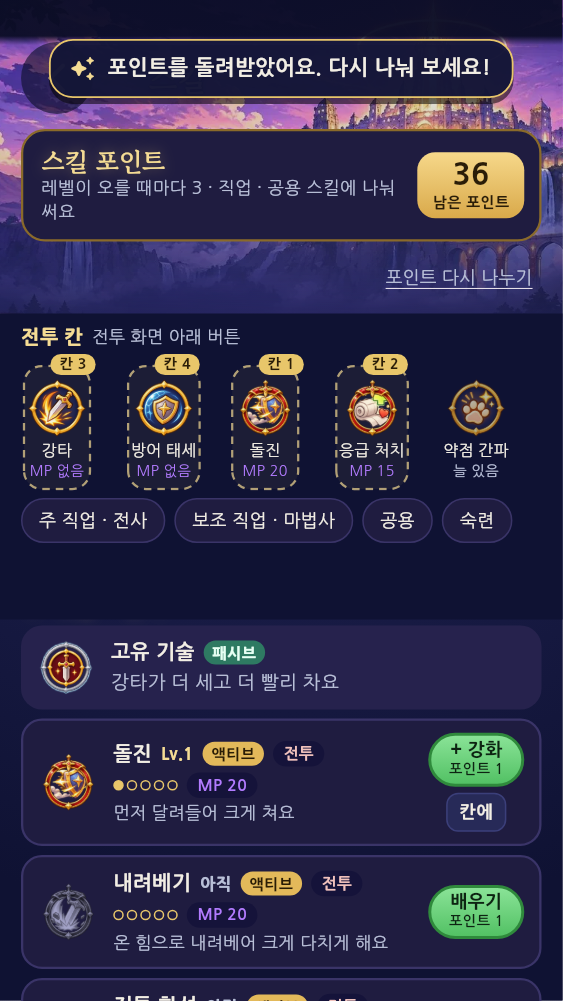 포인트를 돌려받았어요. 다시 나눠 보세요!
스킬 포인트
레벨이 오를 때마다 3 · 직업 · 공용 스킬에 나눠
써요
36
남은 포인트
포인트 다시 나누기
전투 칸 전투 화면 아래 버튼
칸 3 칸 4 칸 1 칸 2
강타 방어 태세 돌진 응급 처치 약점 간파
MP 없음 MP 없음 MP 20 MP 15 늘 있음
주 직업 · 전사 보조 직업 · 마법사 공용 숙련
고유 기술 패시브
강타가 더 세고 더 빨리 차요
돌진 Lv.1 액티브 전투
MP 20
먼저 달려들어 크게 쳐요
+ 강화
포인트 1
칸에
내려베기 아직 액티브 전투
MP 20
온 힘으로 내려베어 크게 다치게 해요
배우기
포인트 1